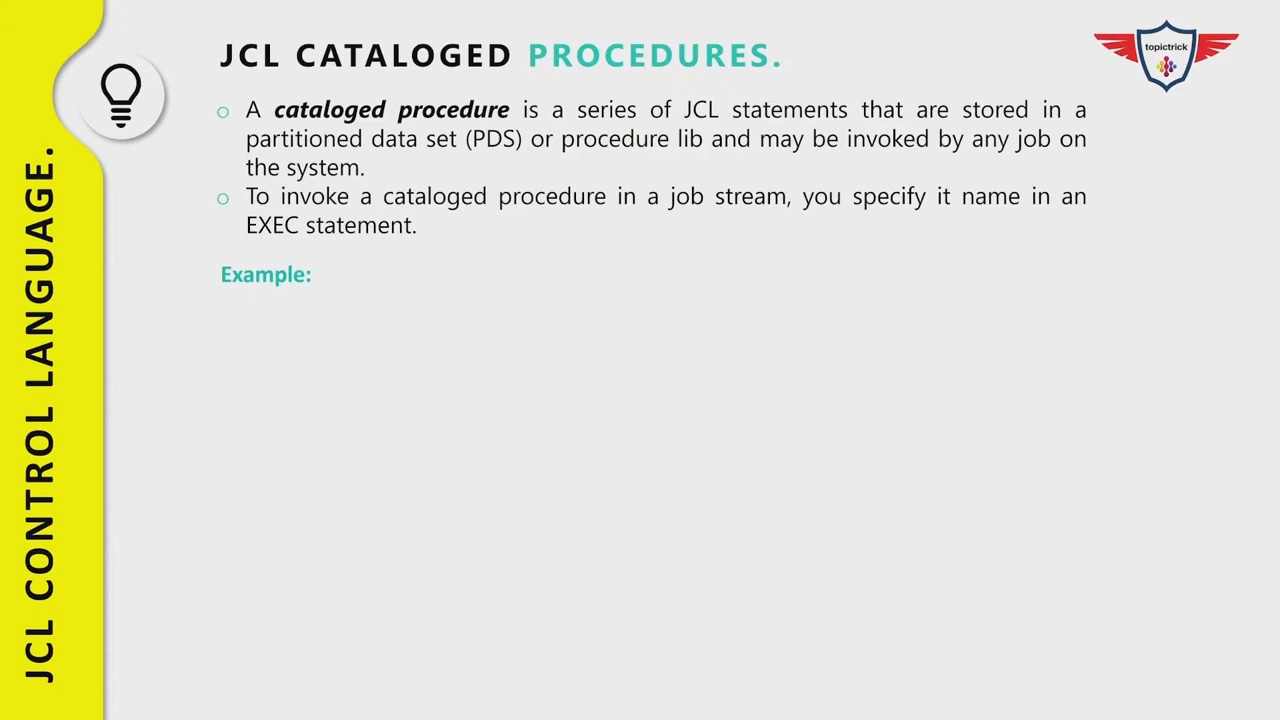 JCL CATALOGED PROCEDURES.
topictrick
o A cataloged procedure is a series of JCL statements that are stored in a
partitioned data set (PDS) or procedure lib and may be invoked by any job on
the system.
o To invoke a cataloged procedure in a job stream, you specify it name in an
EXEC statement.
Example:
JCL CONTROL LANGUAGE.